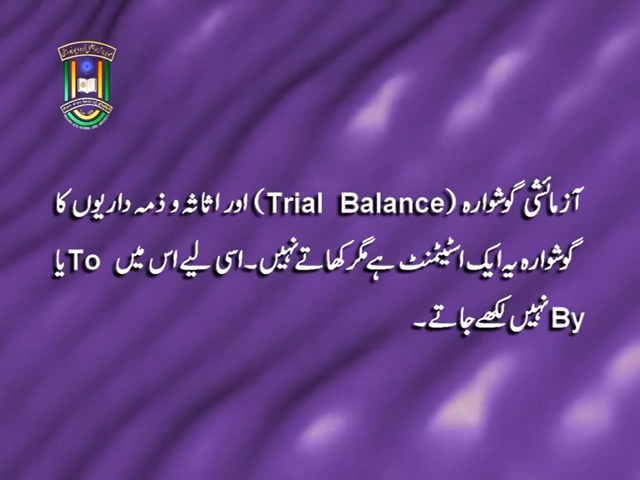 آزمائشی گوشوارہ (Trial Balance) اور اثاثہ و ذمہ داریوں کا
گوشوارہ یہ ایک اسٹیٹمنٹ ہے مگر کھاتے نہیں۔ اسی لیے اس میں To یا
By نہیں لکھے جاتے۔